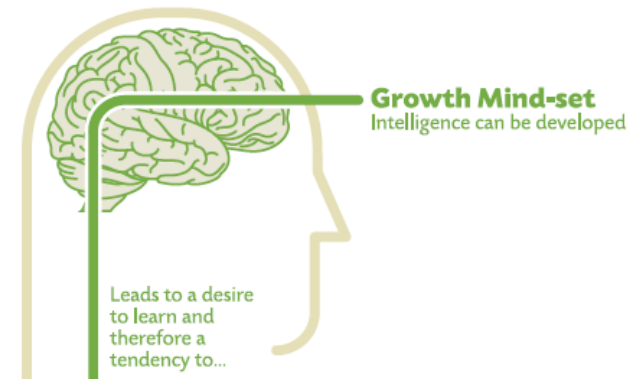 Growth Mind-set
Intelligence can be developed
Leads to a desire
to learn and
therefore a
tendency to...